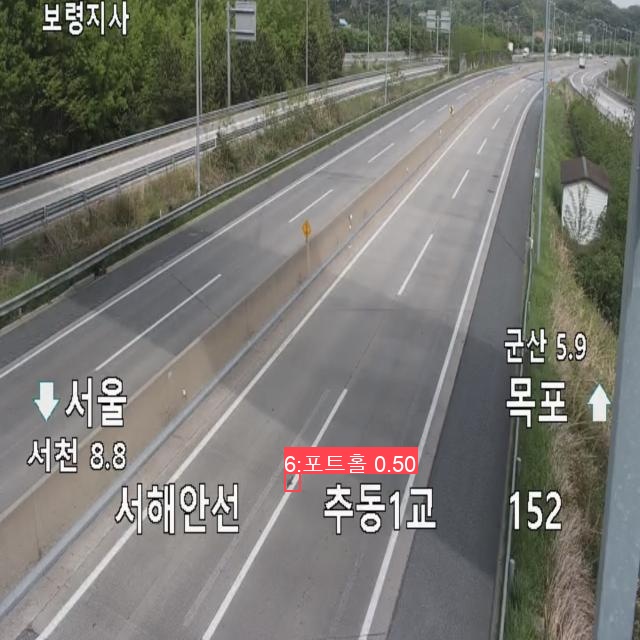 보령지사
군산 5.9
↓ 서울
목포 ↑
서천 8.8
6:포트홀 0.50
서해안선 추동1교 152